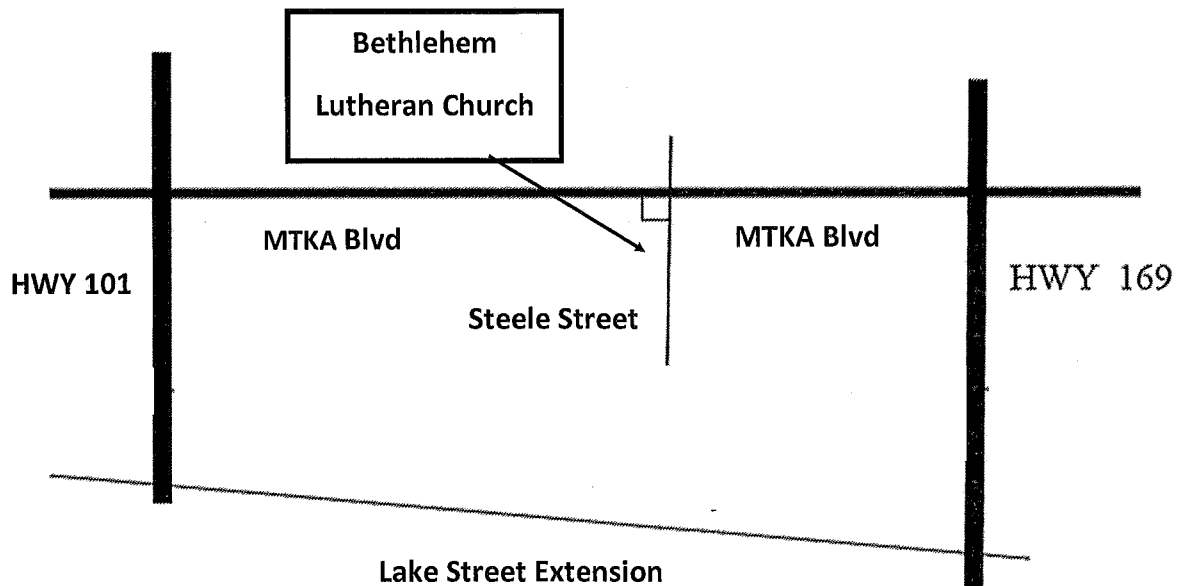 Bethlehem
Lutheran Church
MTKA Blvd
MTKA Blvd
HWY 101
HWY 169
Steele Street
Lake Street Extension